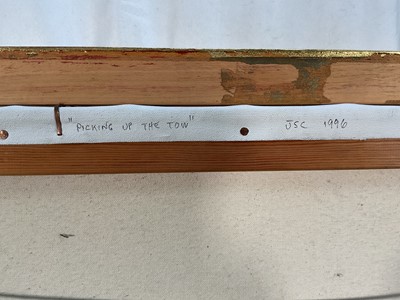 "PICKING UP THE TOW" JSC 1996